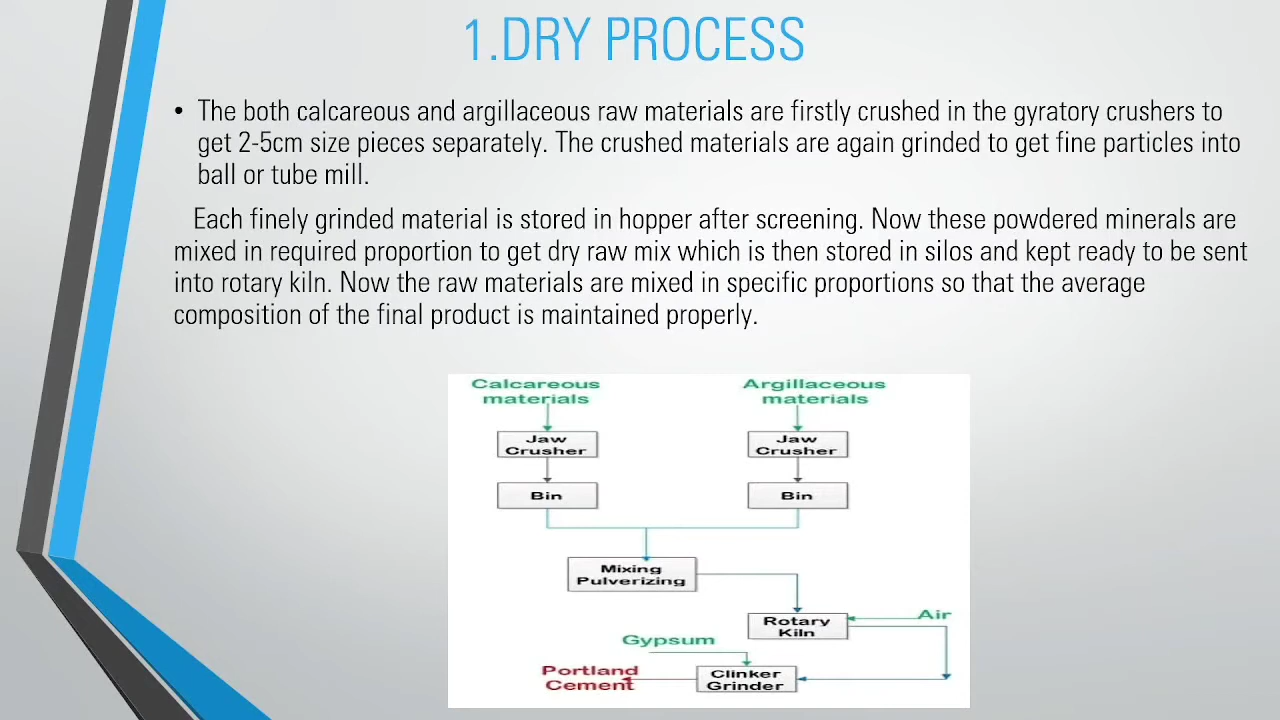 1.DRY PROCESS
• The both calcareous and argillaceous raw materials are firstly crushed in the gyratory crushers to
get 2-5cm size pieces separately. The crushed materials are again grinded to get fine particles into
ball or tube mill.
Each finely grinded material is stored in hopper after screening. Now these powdered minerals are
mixed in required proportion to get dry raw mix which is then stored in silos and kept ready to be sent
into rotary kiln. Now the raw materials are mixed in specific proportions so that the average
composition of the final product is maintained properly.
Calcareous
materials
Argillaceous
materials
Jaw
Crusher
Jaw
Crusher
Bin
Bin
Mixing
Pulverizing
Rotary
Kiln
Air
Gypsum
Clinker
Grinder
Portland
Cement